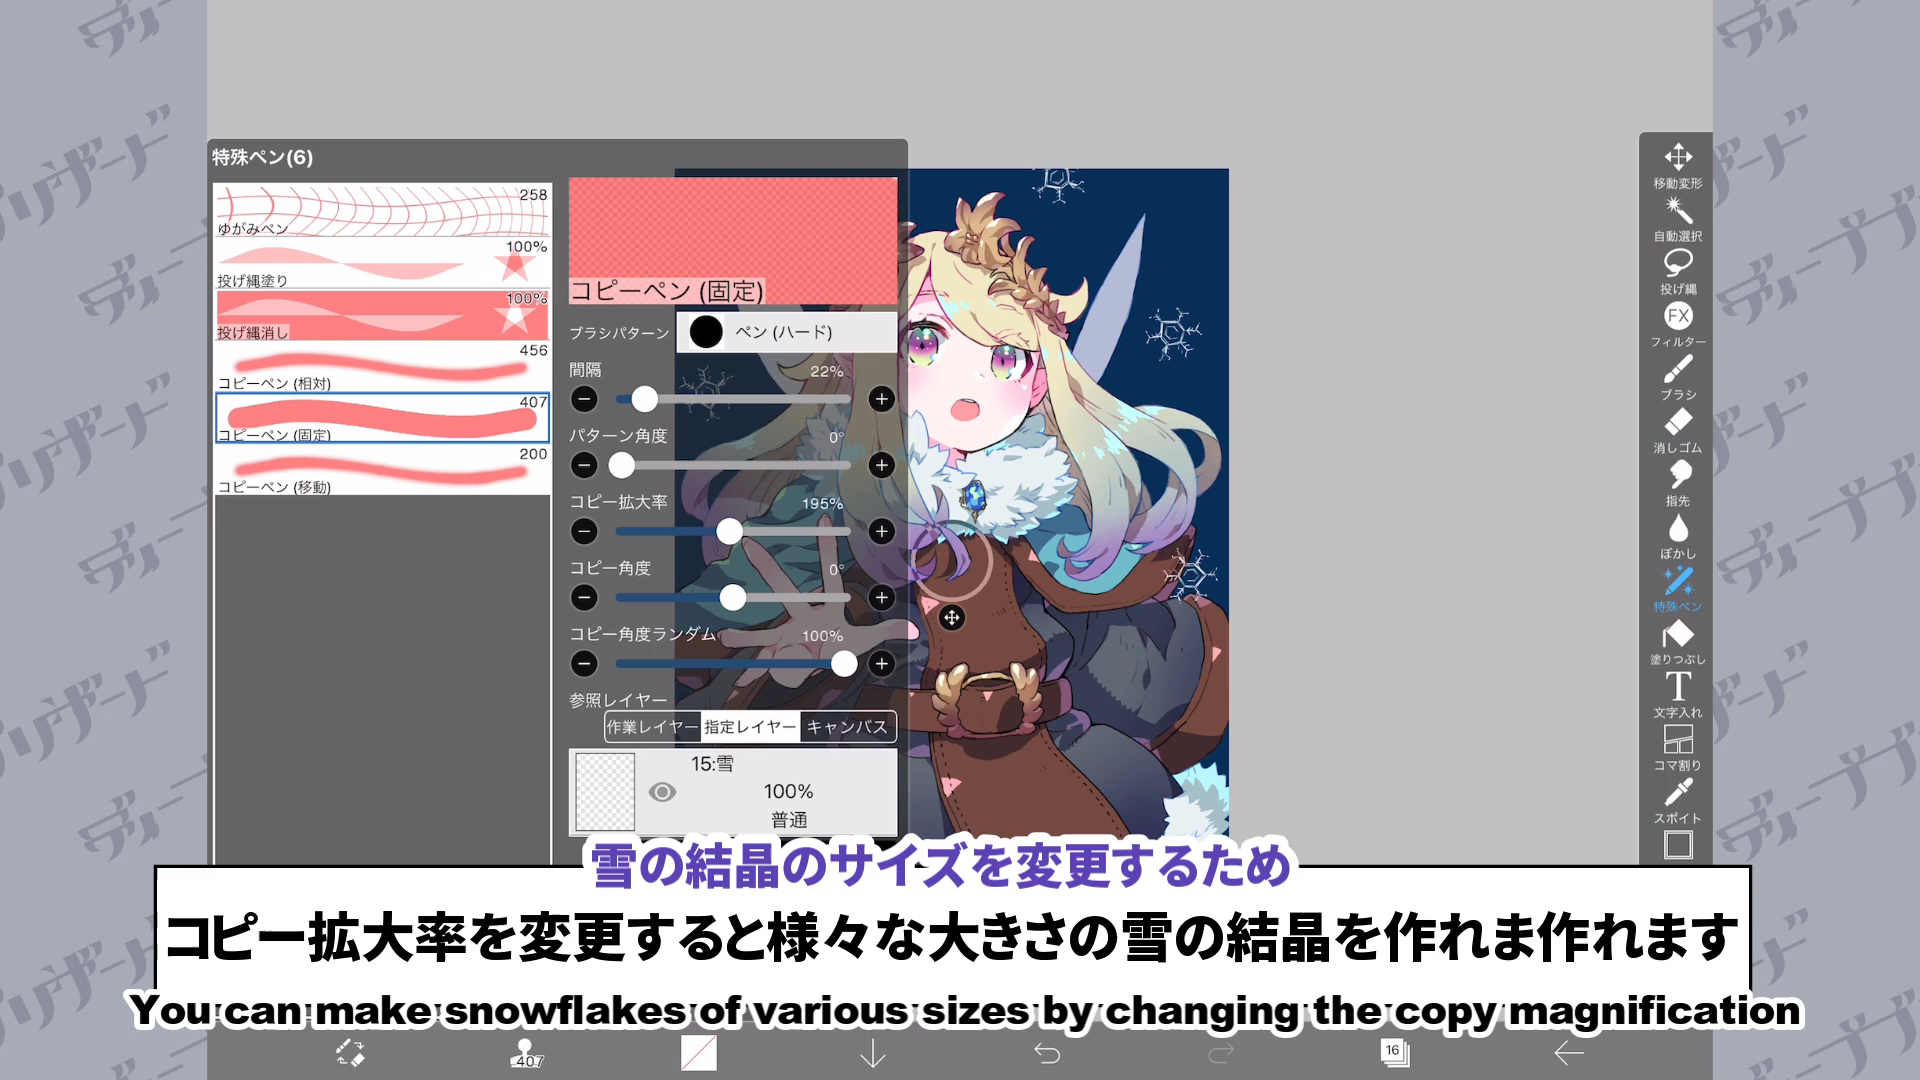 特殊ペン(6)
258
ゆがみペン
100%
投げ縄塗り
100%
投げ縄消し
456
コピーペン (相対)
407
コピーペン (固定)
200
コピーペン (移動)
コピーペン (固定)
ブラシパターン
ペン (ハード)
間隔
22%
パターン角度
0°
コピー拡大率
195%
コピー角度
0°
コピー角度ランダム
100%
参照レイヤー
作業レイヤー 指定レイヤー キャンバス
15:雪
100%
普通
移動変形
自動選択
投げ縄
FX
フィルター
ブラシ
消しゴム
指先
ぼかし
特殊ペン
塗りつぶし
T
文字入れ
コマ割り
スポイト
雪の結晶のサイズを変更するため
コピー拡大率を変更すると様々な大きさの雪の結晶を作れま作れます
You can make snowflakes of various sizes by changing the copy magnification
407
16